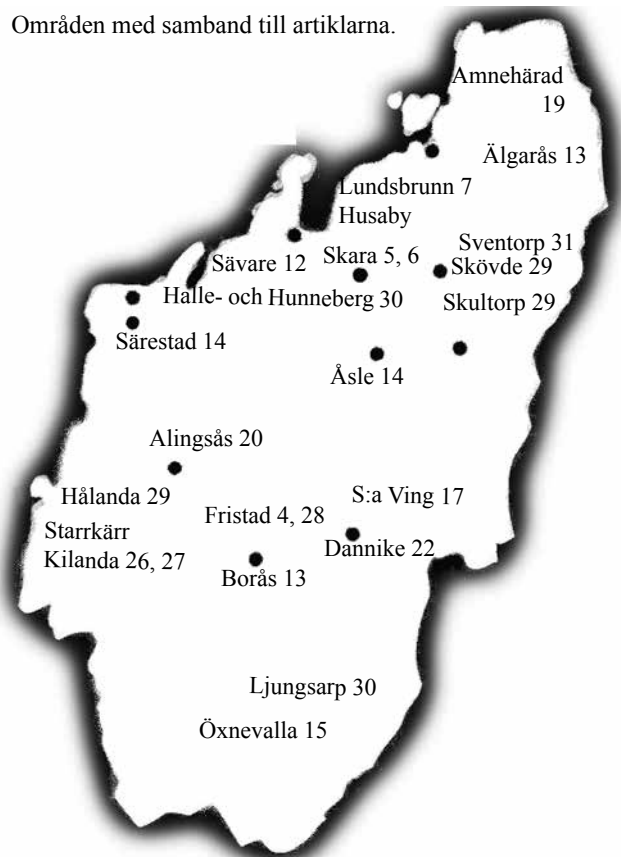 Områden med samband till artiklarna.
Amnehärad
19
Älgarås 13
Lundsbrunn 7
Husaby
Sventorp 31
Sävare 12
Skara 5, 6
Skövde 29
Halle- och Hunneberg 30
Skultorp 29
Särestad 14
Åsle 14
Alingsås 20
Hålanda 29
S:a Ving 17
Fristad 4, 28
Starrkärr
Kilanda 26, 27
Dannike 22
Borås 13
Ljungsarp 30
Öxnevalla 15